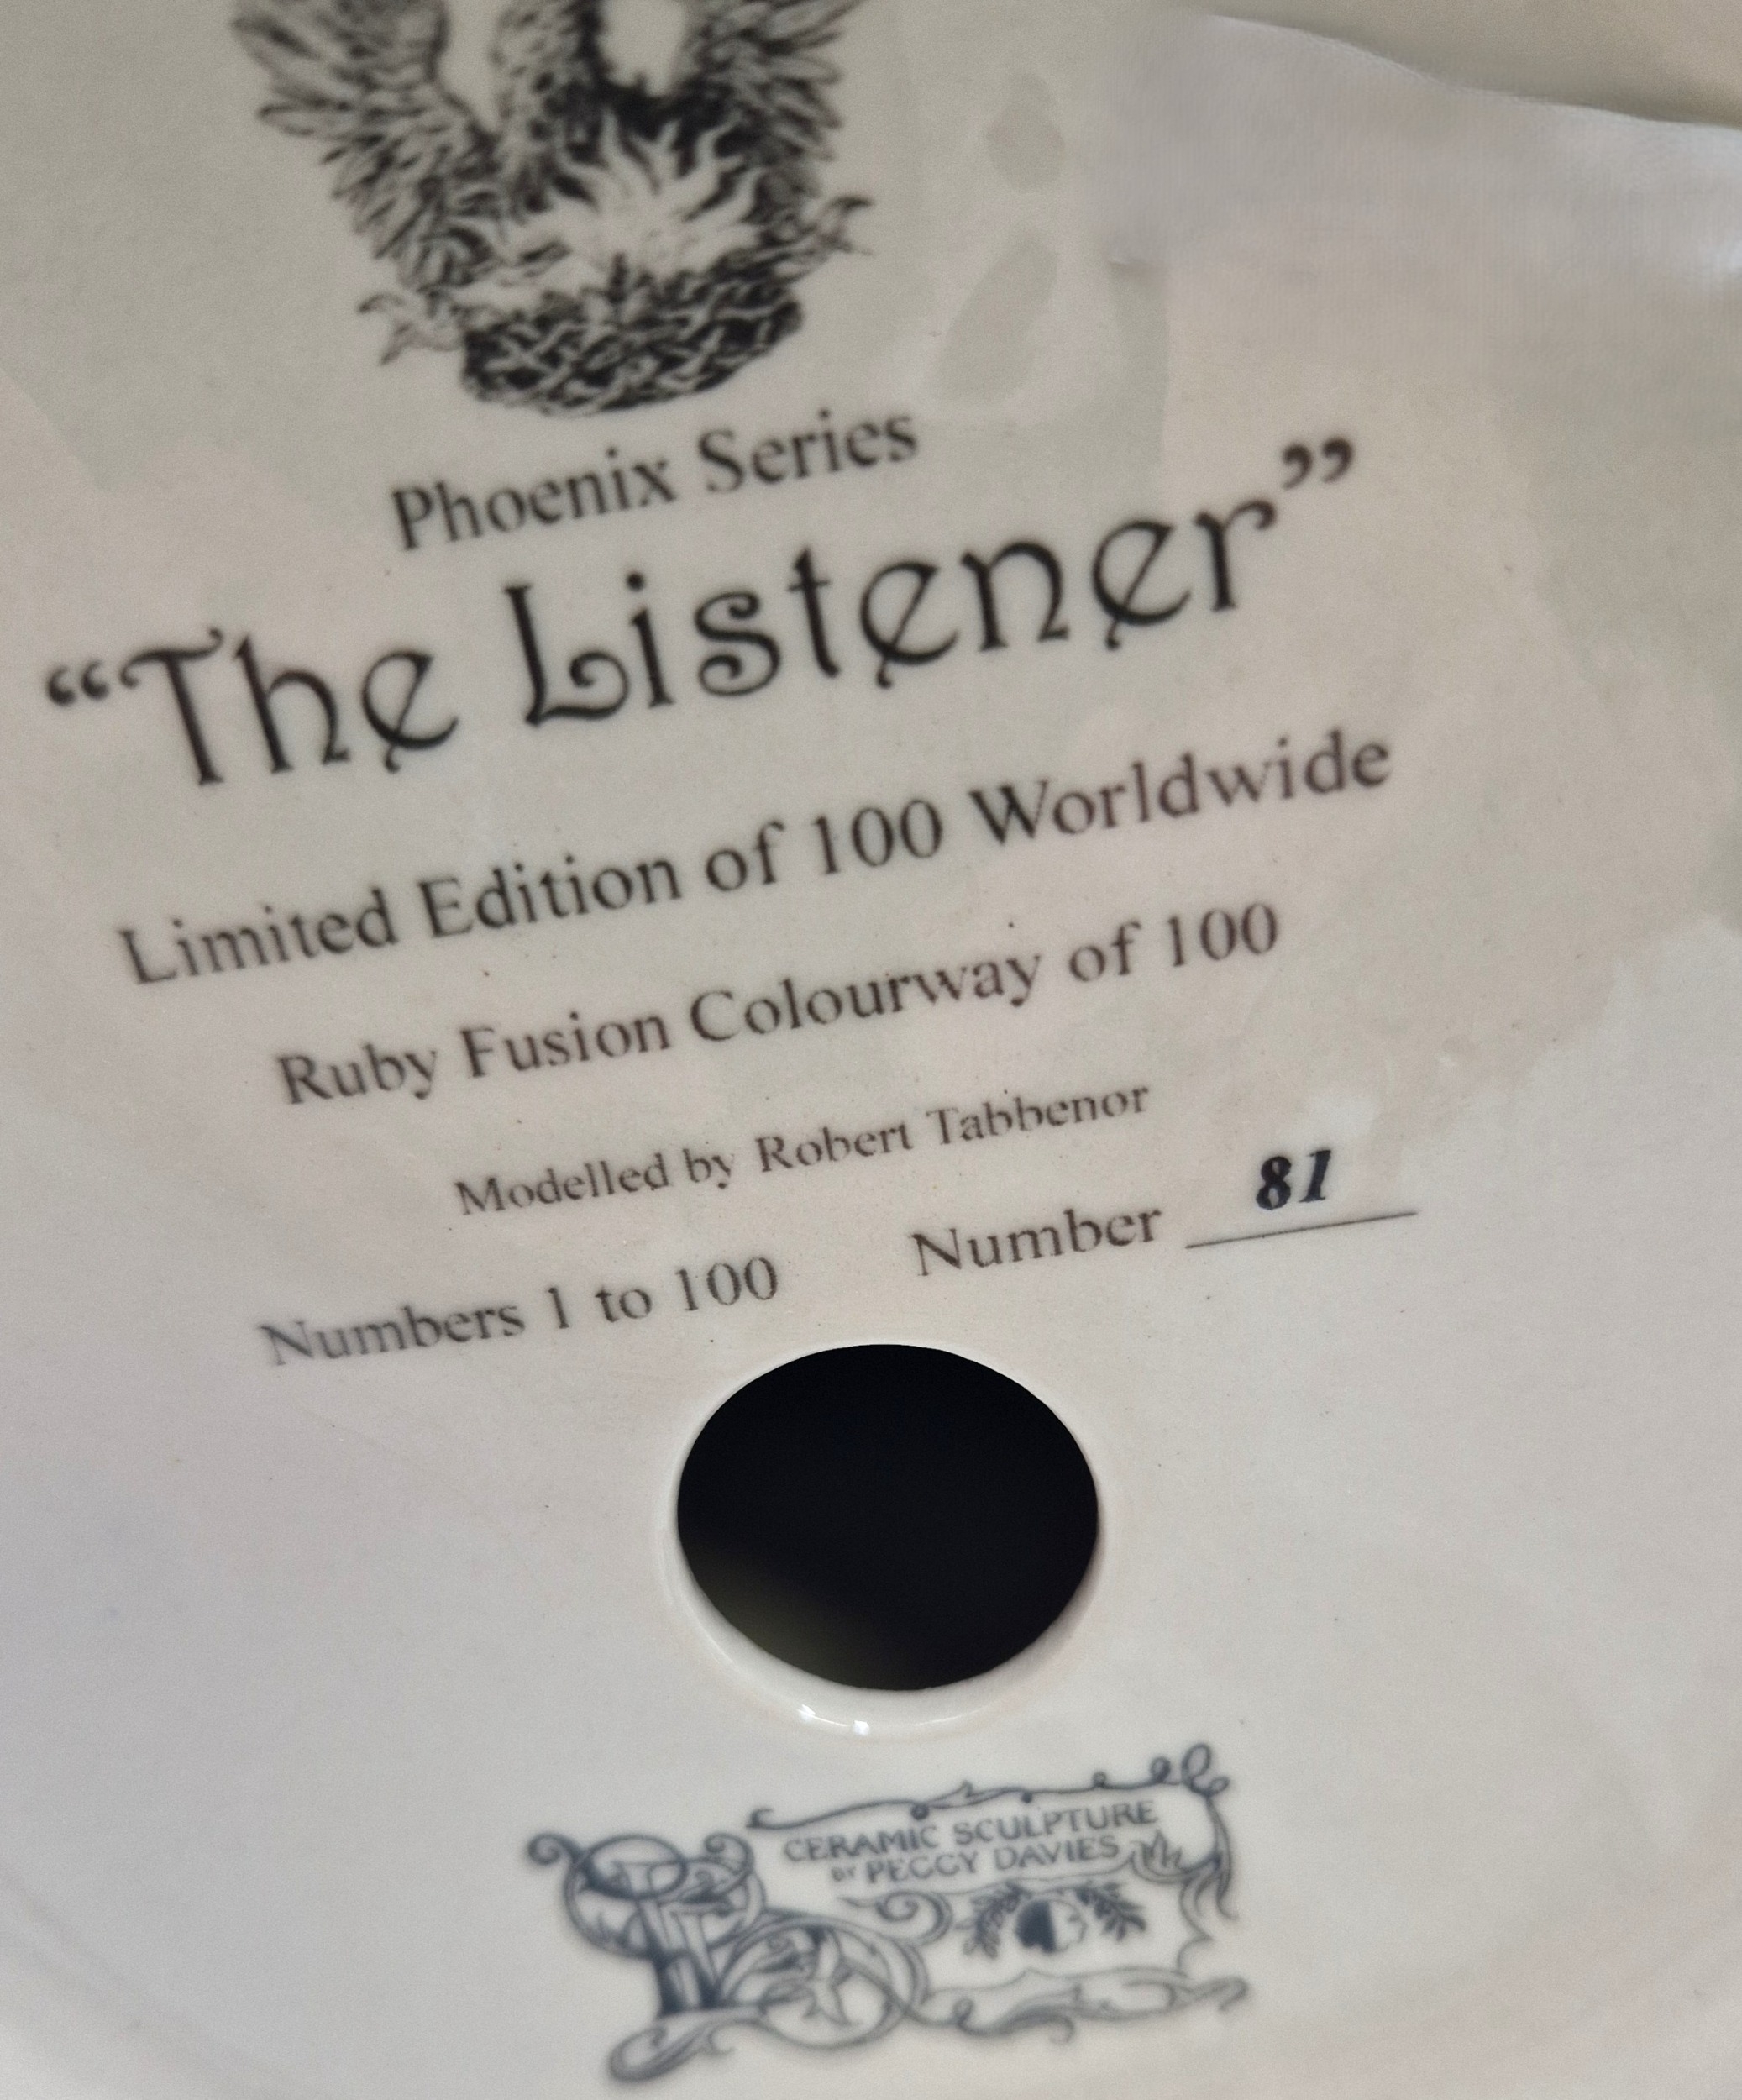 Phoenix Series
“The Listener”
Limited Edition of 100 Worldwide
Ruby Fusion Colourway of 100
Modelled by Robert Tabbenor
Numbers 1 to 100 Number 81
CERAMIC SCULPTURE
BY PEGGY DAVIES